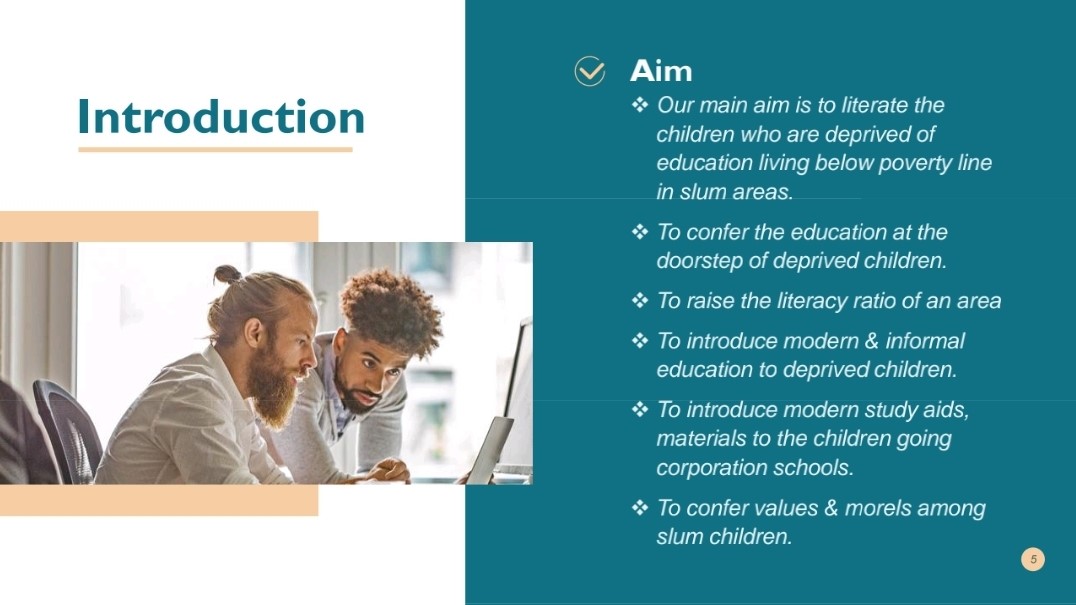 Introduction
Aim
❖ Our main aim is to literate the
children who are deprived of
education living below poverty line
in slum areas.
❖ To confer the education at the
doorstep of deprived children.
❖ To raise the literacy ratio of an area
❖ To introduce modern & informal
education to deprived children.
❖ To introduce modern study aids,
materials to the children going
corporation schools.
❖ To confer values & morels among
slum children.
5